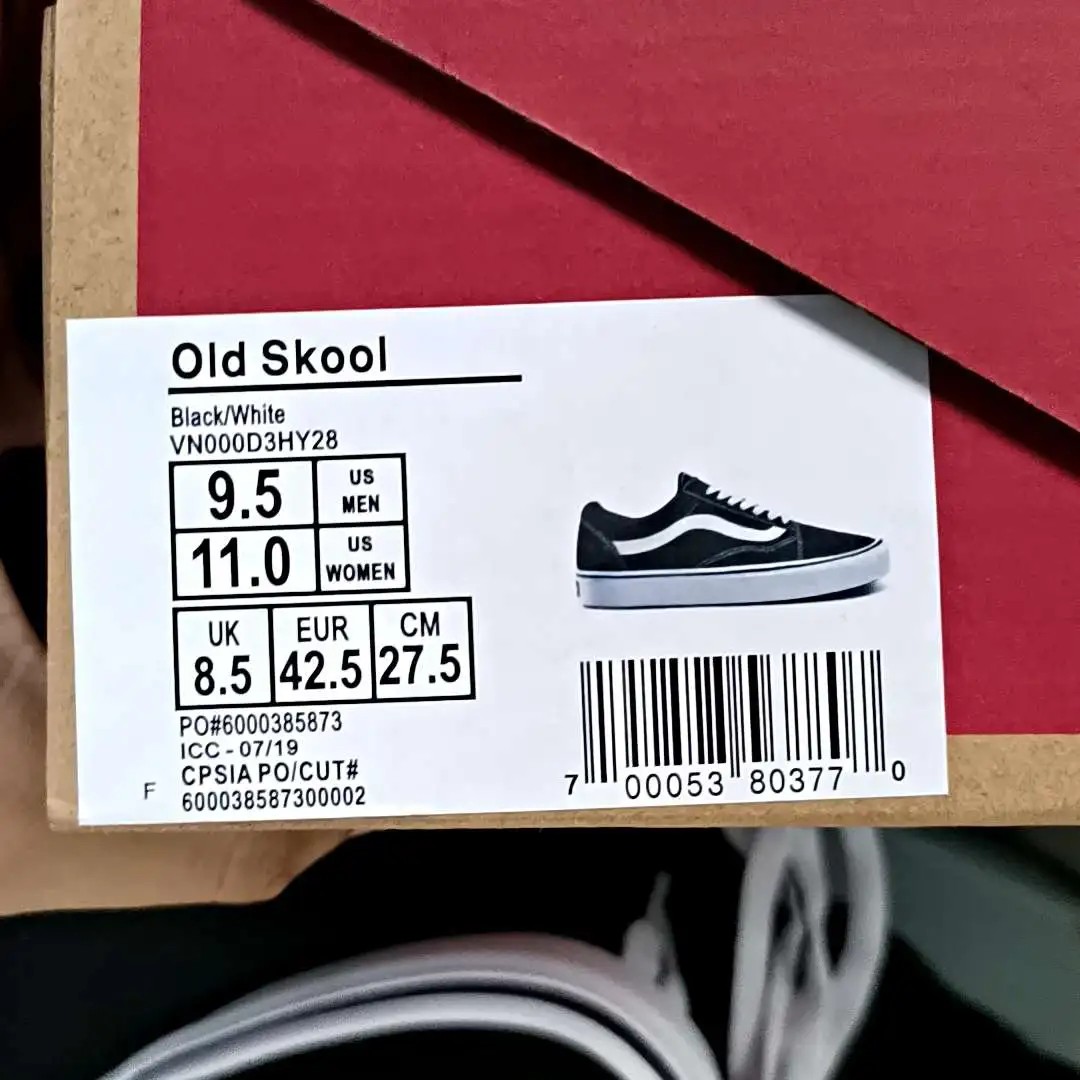 Old Skool
Black/White
VN000D3HY28
9.5 US MEN
11.0 US WOMEN
UK EUR CM
8.5 42.5 27.5
PO#6000385873
ICC - 07/19
CPSIA PO/CUT#
F 600038587300002
7 00053 80377 0